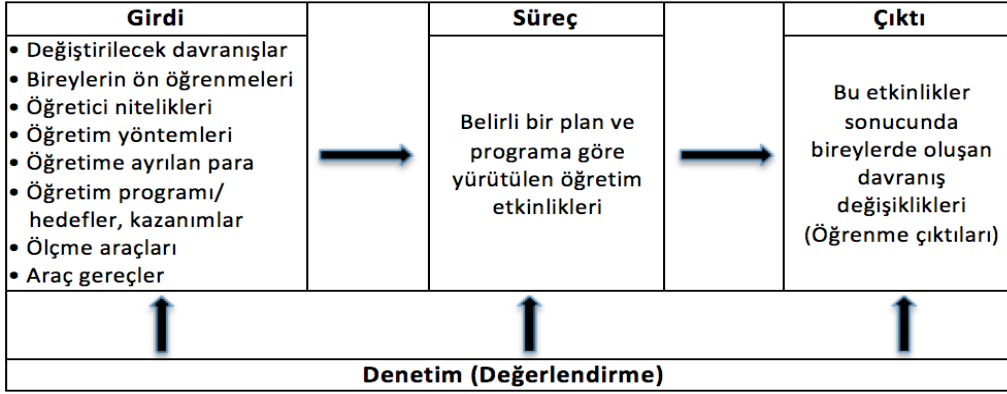 Girdi
Süreç
Çıktı
• Değiştirilecek davranışlar
• Bireylerin ön öğrenmeleri
• Öğretici nitelikleri
• Öğretim yöntemleri
• Öğretime ayrılan para
• Öğretim programı/
hedefler, kazanımlar
• Ölçme araçları
• Araç gereçler
Belirli bir plan ve
programa göre
yürütülen öğretim
etkinlikleri
Bu etkinlikler
sonucunda
bireylerde oluşan
davranış
değişiklikleri
(Öğrenme çıktıları)
Denetim (Değerlendirme)